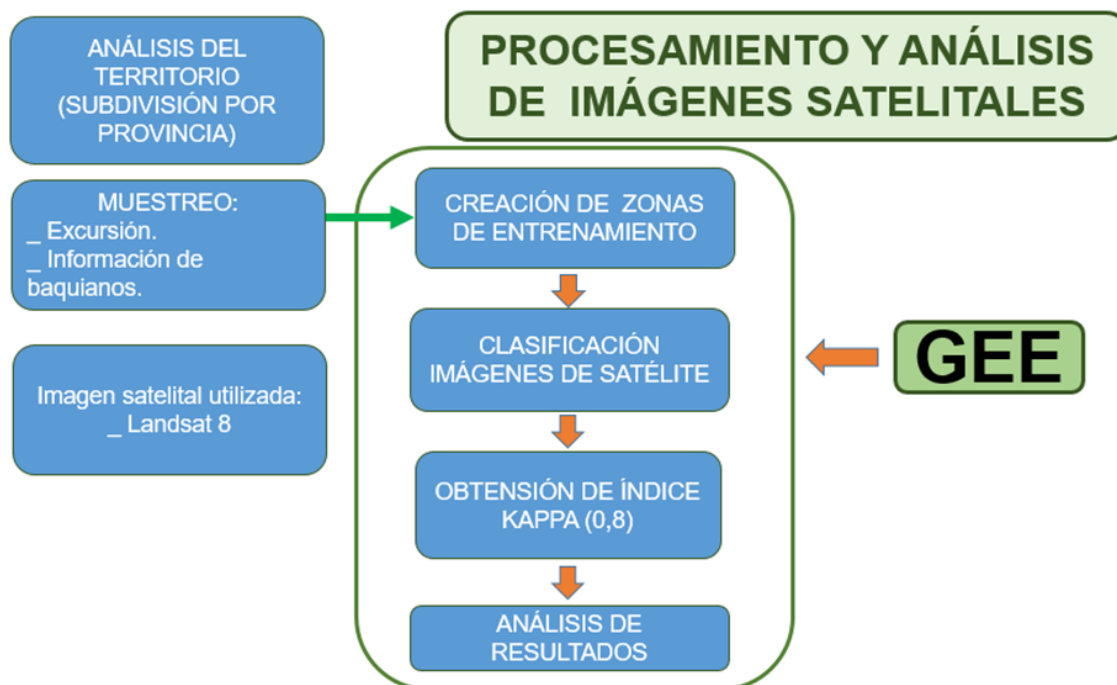 ANÁLISIS DEL
TERRITORIO
(SUBDIVISIÓN POR
PROVINCIA)
PROCESAMIENTO Y ANÁLISIS
DE IMÁGENES SATELITALES
MUESTREO:
_ Excursión.
_ Información de
baquianos.
Imagen satelital utilizada:
_ Landsat 8
CREACIÓN DE ZONAS
DE ENTRENAMIENTO
CLASIFICACIÓN
IMÁGENES DE SATÉLITE
OBTENSIÓN DE ÍNDICE
KAPPA (0,8)
ANÁLISIS DE
RESULTADOS
GEE